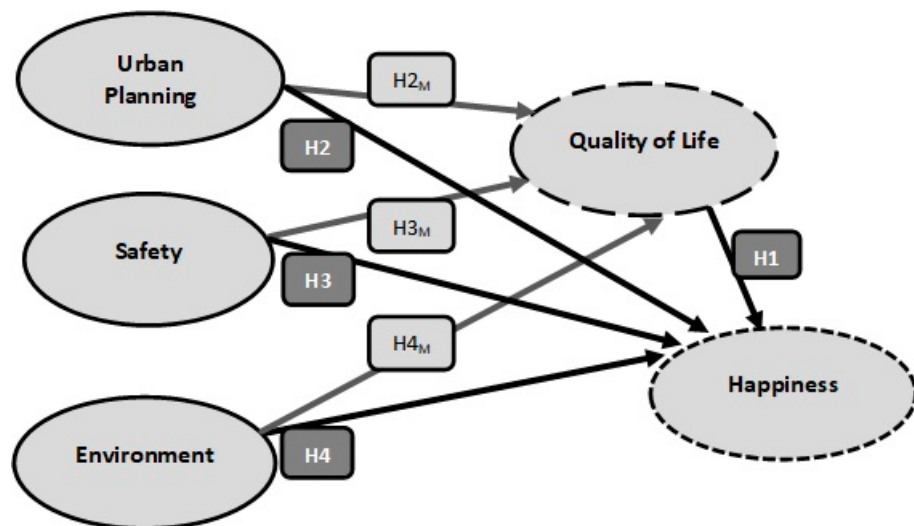 Urban
Planning
H2M
H2
Quality of Life
Safety
H3M
H3
H1
H4M
Happiness
Environment
H4